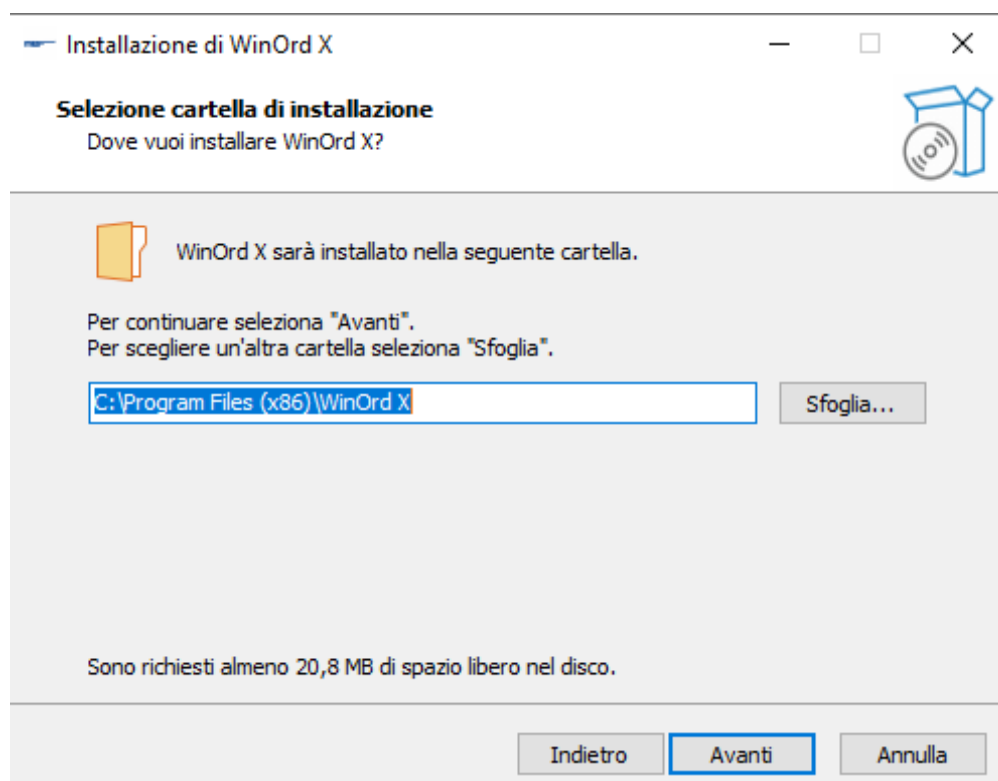 Installazione di WinOrd X
Selezione cartella di installazione
Dove vuoi installare WinOrd X?
WinOrd X sarà installato nella seguente cartella.
Per continuare seleziona "Avanti".
Per scegliere un'altra cartella seleziona "Sfoglia".
C:\Program Files (x86)\WinOrd X
Sfoglia...
Sono richiesti almeno 20,8 MB di spazio libero nel disco.
Indietro
Avanti
Annulla